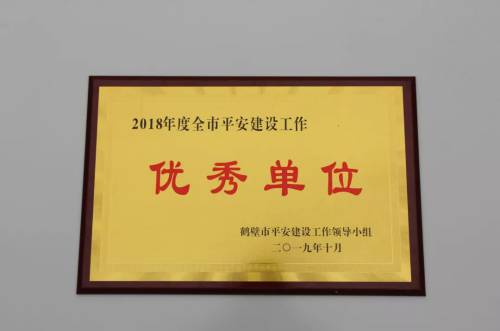 2018年度全市平安建设工作
优秀单位
鹤壁市平安建设工作领导小组
二〇一九年十月